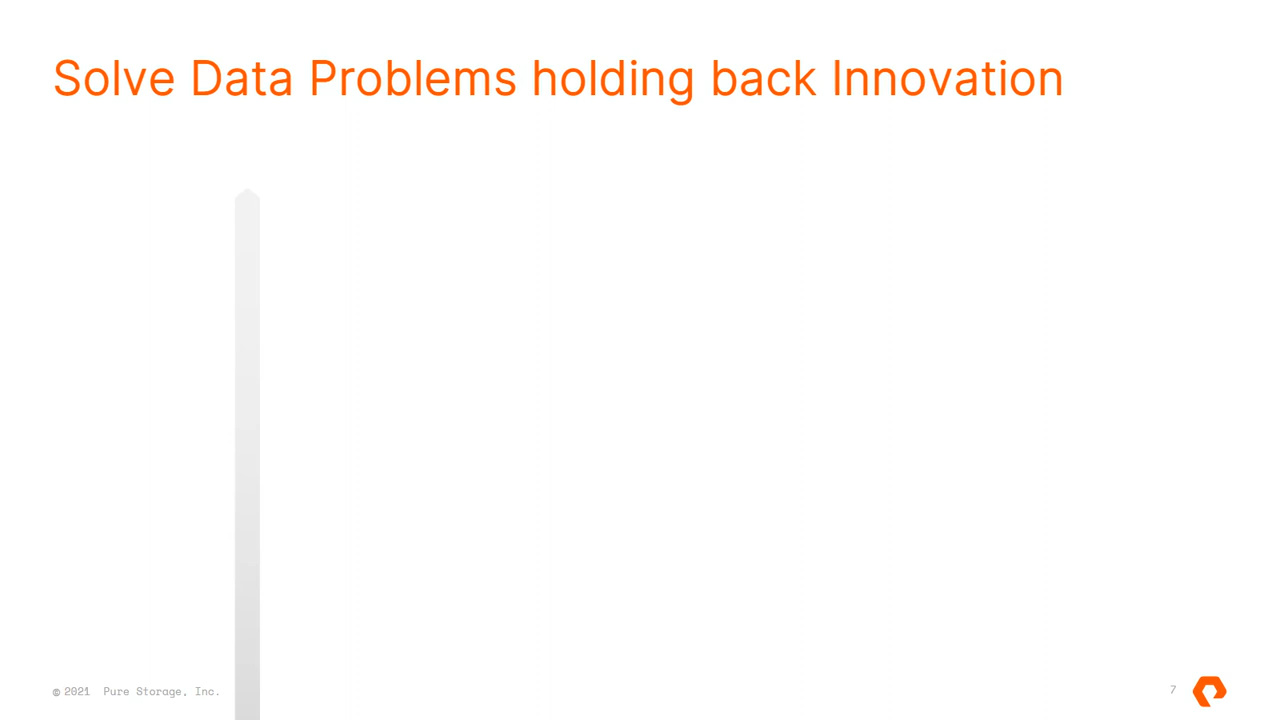 Solve Data Problems holding back Innovation
© 2021 Pure Storage, Inc.
7